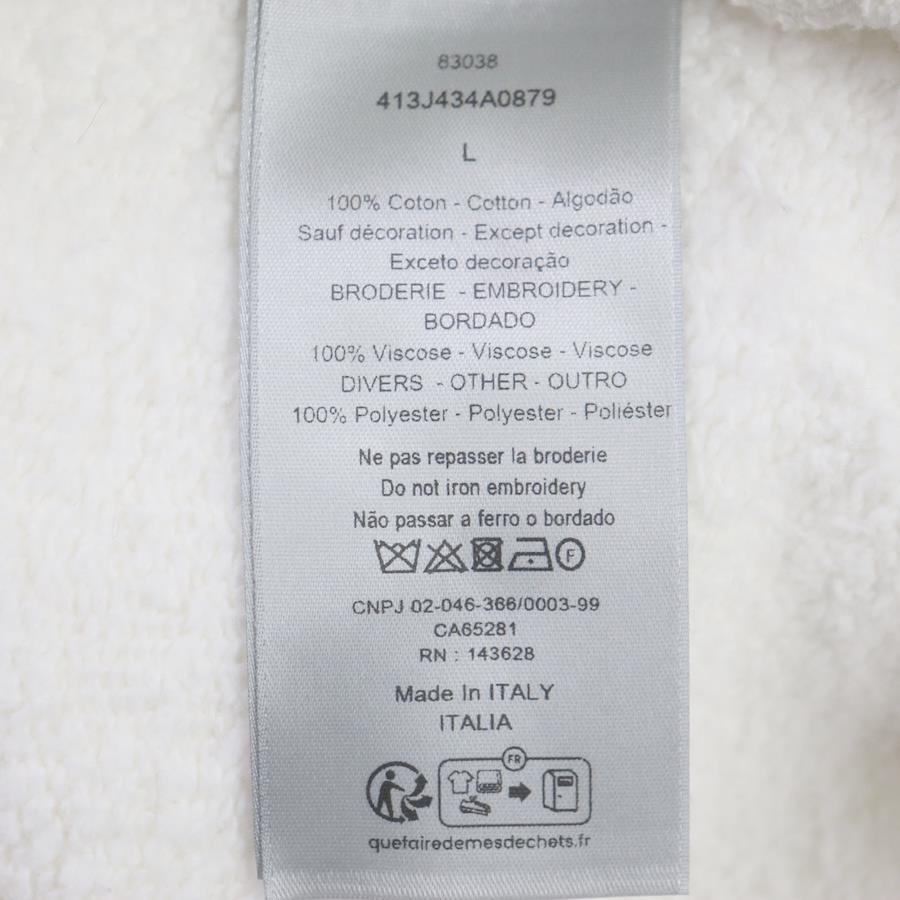 83038
413J434A0879
L
100% Coton - Cotton - Algodão
Sauf décoration - Except decoration -
Exceto decoração
BRODERIE - EMBROIDERY -
BORDADO
100% Viscose - Viscose - Viscose
DIVERS - OTHER - OUTRO
100% Polyester - Polyester - Poliéster
Ne pas repasser la broderie
Do not iron embroidery
Não passar a ferro o bordado
F
CNPJ 02-046-366/0003-99
CA65281
RN : 143628
Made In ITALY
ITALIA
FR
quefairedemesdechets.fr